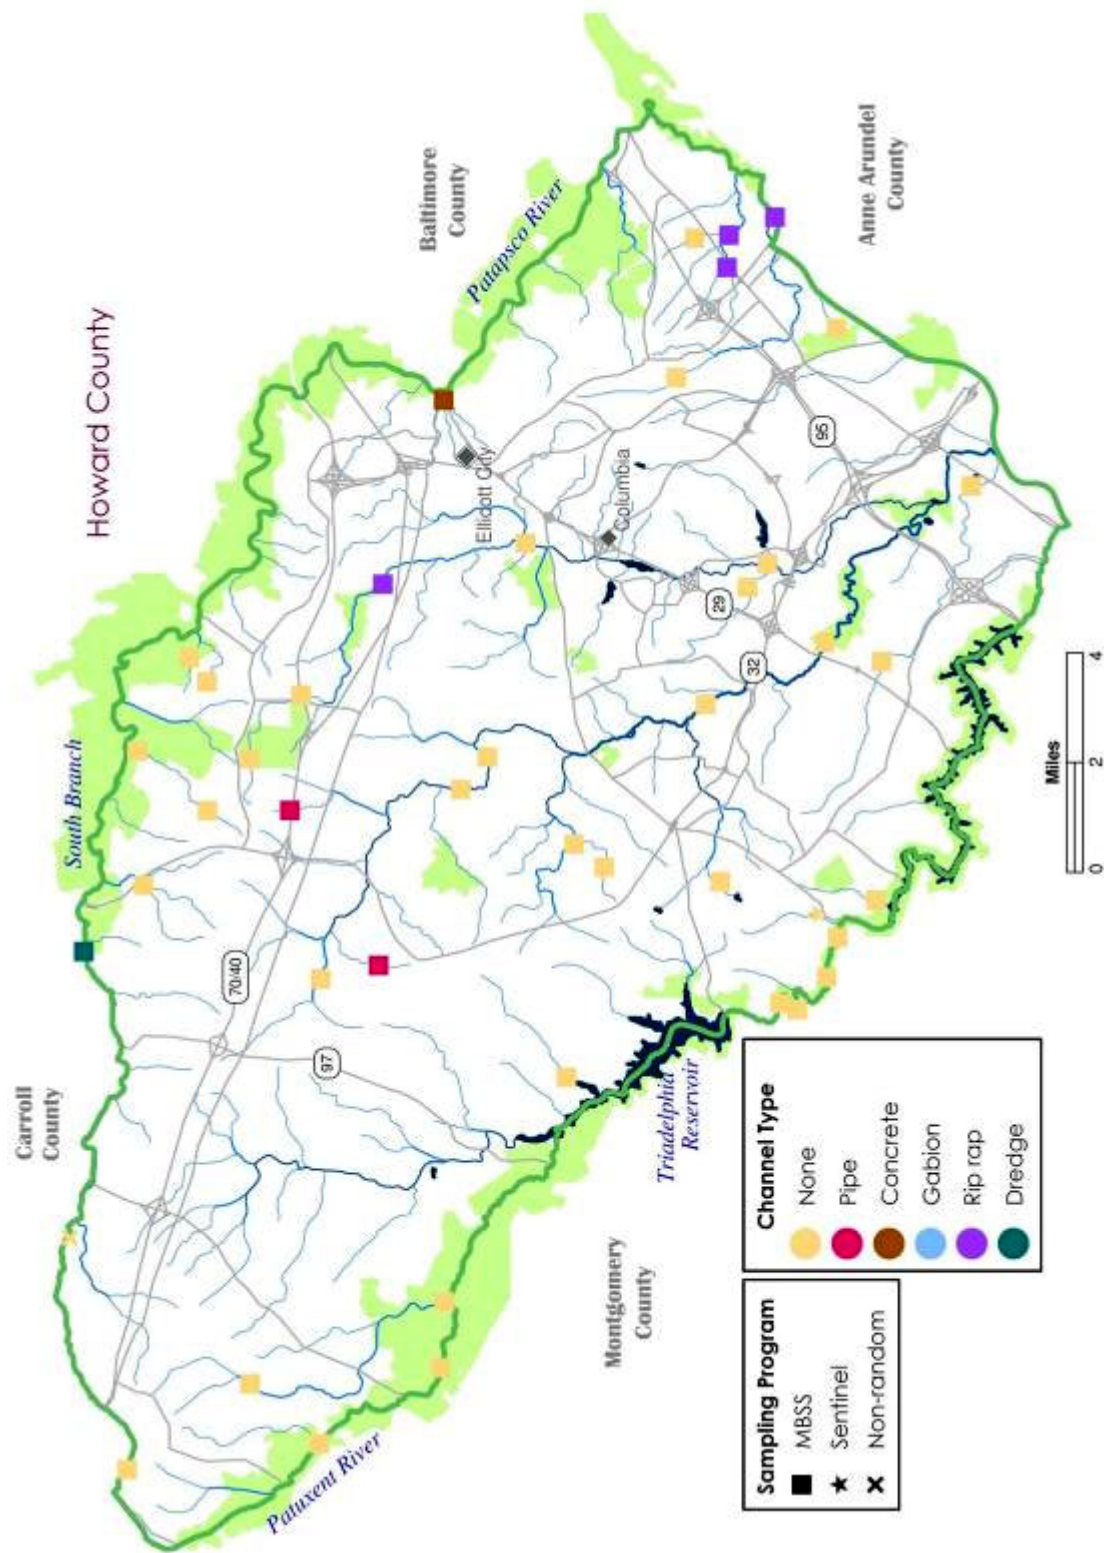 Howard County
Carroll
County
South Branch
Baltimore
County
Patapsco River
Anne Arundel
County
70/40
97
Ellicott City
Columbia
29
32
95
Patuxent River
Triadelphia
Reservoir
Montgomery
County
Sampling Program
MBSS
Sentinel
Non-random
Channel Type
None
Pipe
Concrete
Gabion
Rip rap
Dredge
Miles
0 2 4